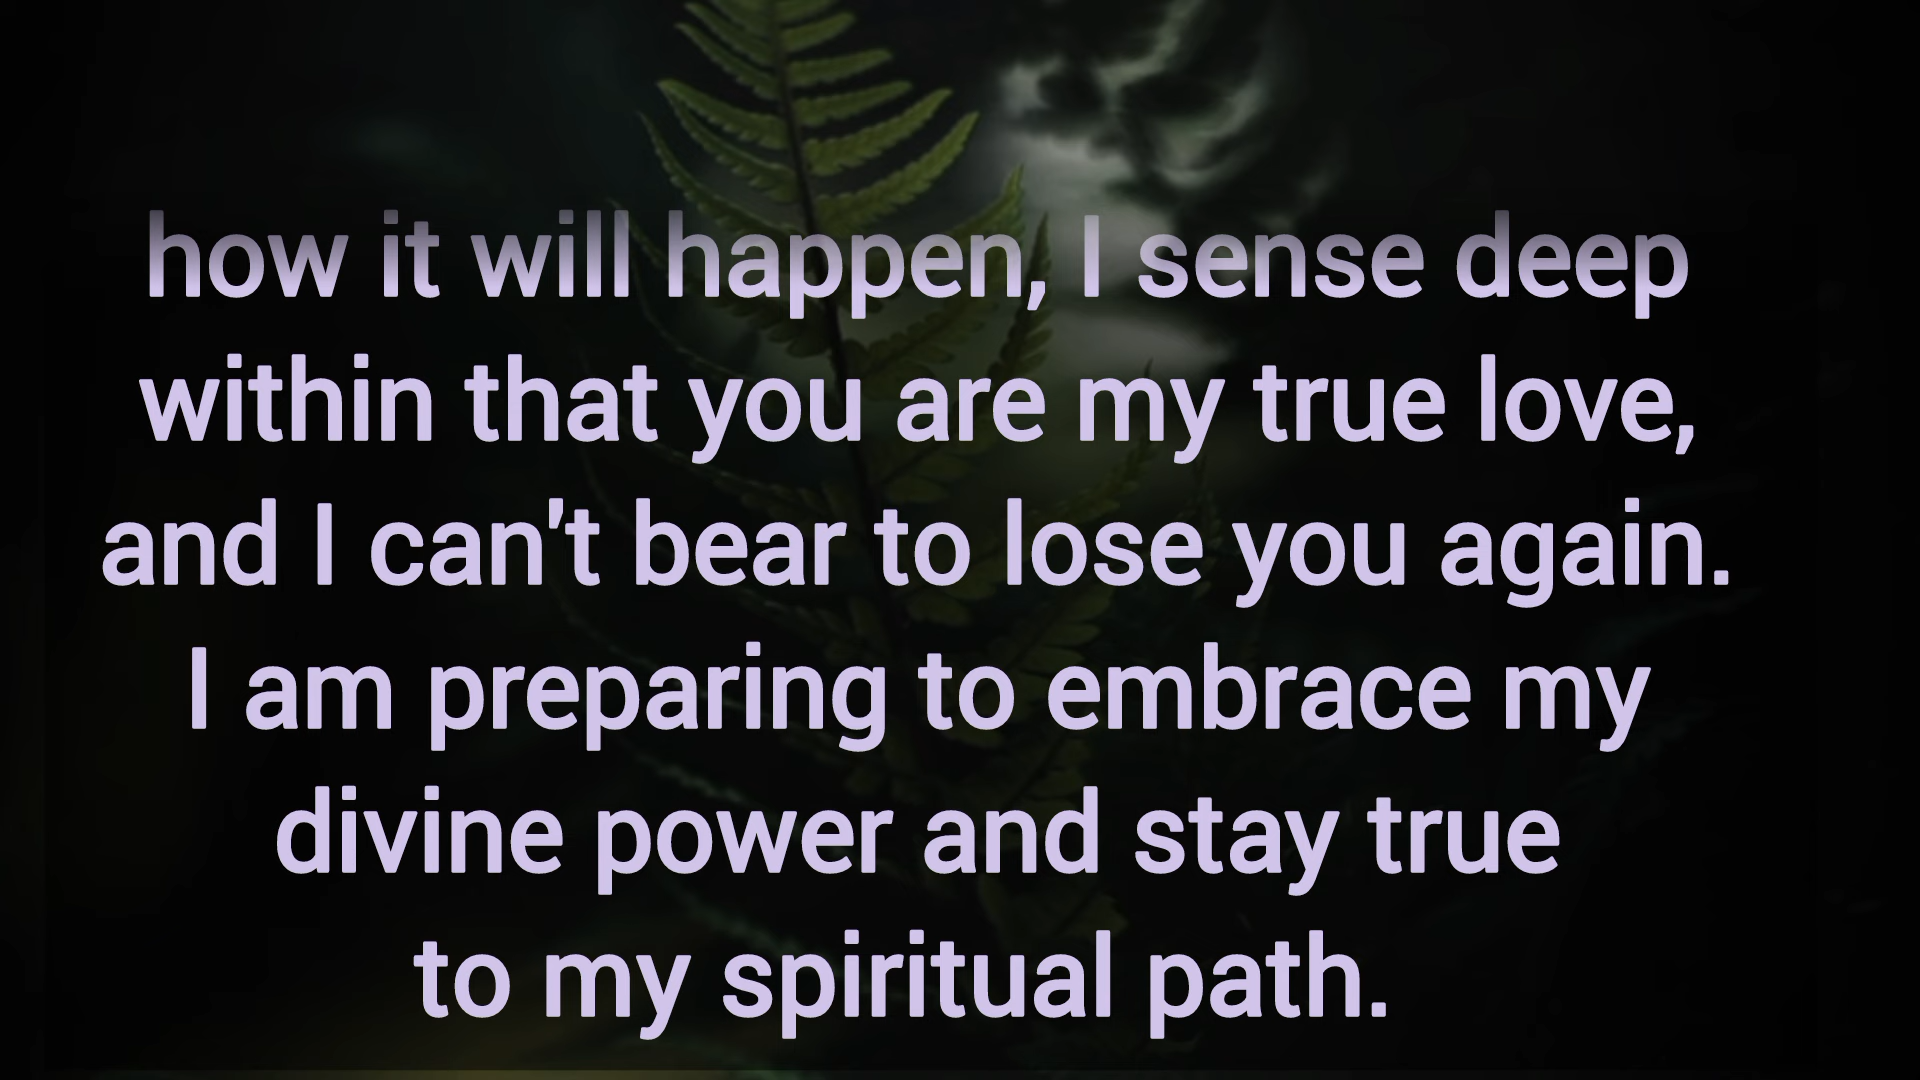 how it will happen, I sense deep
within that you are my true love,
and I can't bear to lose you again.
I am preparing to embrace my
divine power and stay true
to my spiritual path.